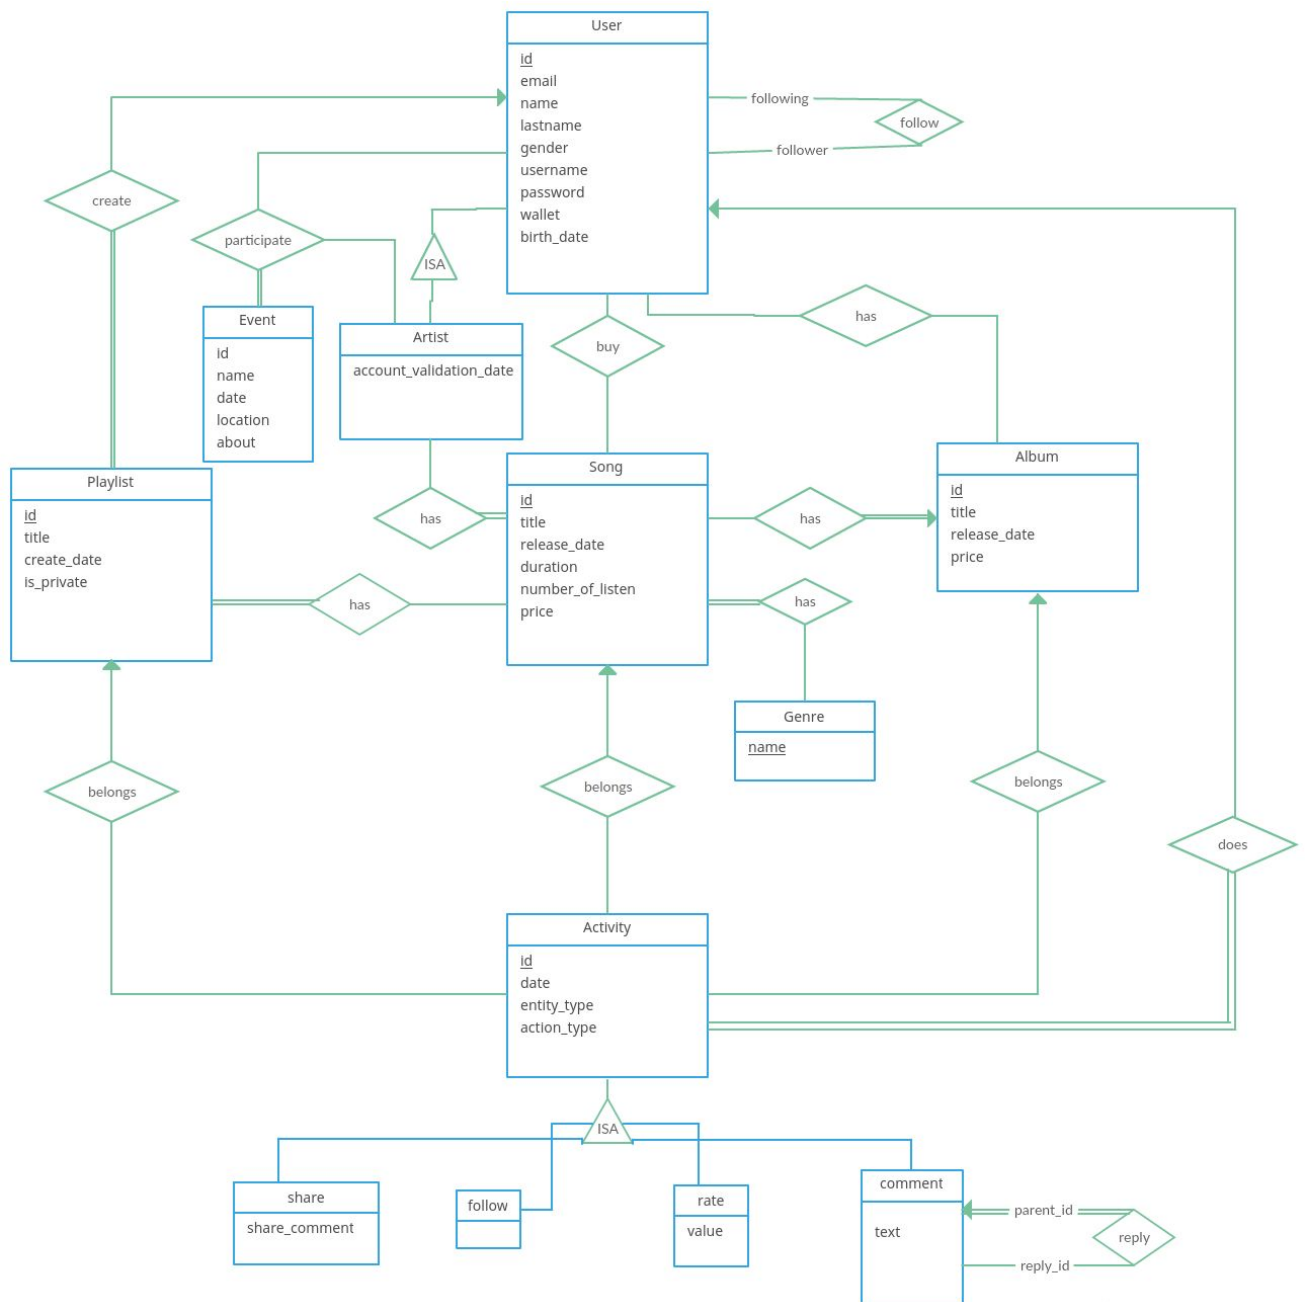 User
id
email
name
lastname
gender
username
password
wallet
birth_date
following
follow
follower
create
participate
ISA
Event
id
name
date
location
about
Artist
account_validation_date
buy
has
Playlist
id
title
create_date
is_private
has
Song
id
title
release_date
duration
number_of_listen
price
has
Album
id
title
release_date
price
has
has
Genre
name
belongs
belongs
belongs
does
Activity
id
date
entity_type
action_type
ISA
share
share_comment
follow
rate
value
comment
text
parent_id
reply
reply_id